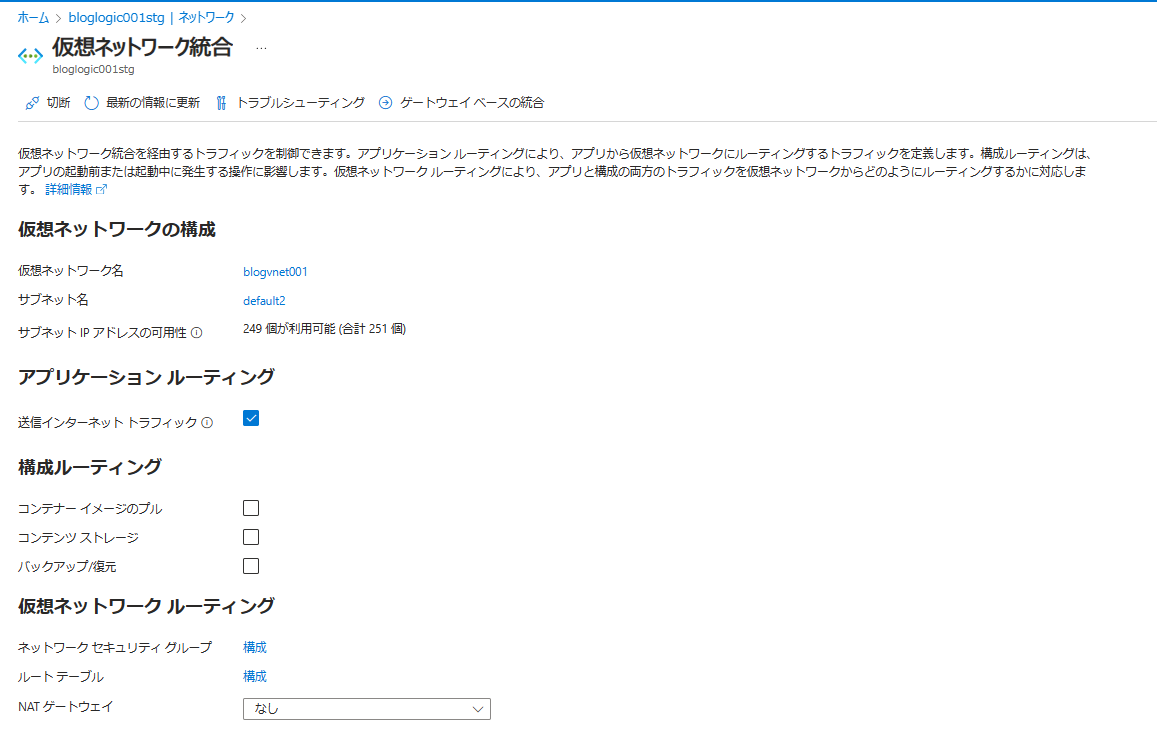 ホーム > bloglogic001stg | ネットワーク >
仮想ネットワーク統合 …
bloglogic001stg
切断 最新の情報に更新 トラブルシューティング ゲートウェイ ベースの統合
仮想ネットワーク統合を経由するトラフィックを制御できます。アプリケーション ルーティングにより、アプリから仮想ネットワークにルーティングするトラフィックを定義します。構成ルーティングは、
アプリの起動前または起動中に発生する操作に影響します。仮想ネットワーク ルーティングにより、アプリと構成の両方のトラフィックを仮想ネットワークからどのようにルーティングするかに対応しま
す。 詳細情報
仮想ネットワークの構成
仮想ネットワーク名 blogvnet001
サブネット名 default2
サブネット IP アドレスの可用性 249 個が利用可能 (合計 251 個)
アプリケーション ルーティング
送信インターネット トラフィック
構成ルーティング
コンテナー イメージのプル
コンテンツ ストレージ
バックアップ/復元
仮想ネットワーク ルーティング
ネットワーク セキュリティ グループ 構成
ルート テーブル 構成
NAT ゲートウェイ なし